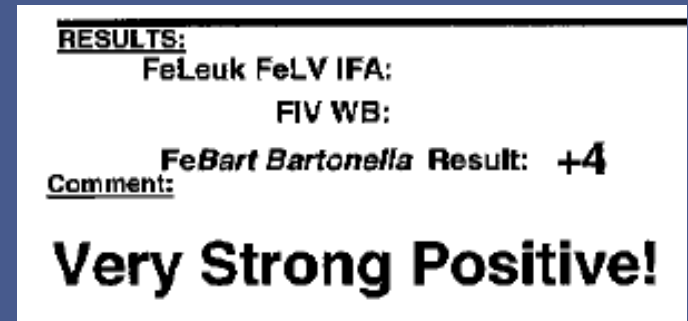 RESULTS:
FeLeuk FeLV IFA:
FIV WB:
FeBart Bartonella Result: +4
Comment:
Very Strong Positive!